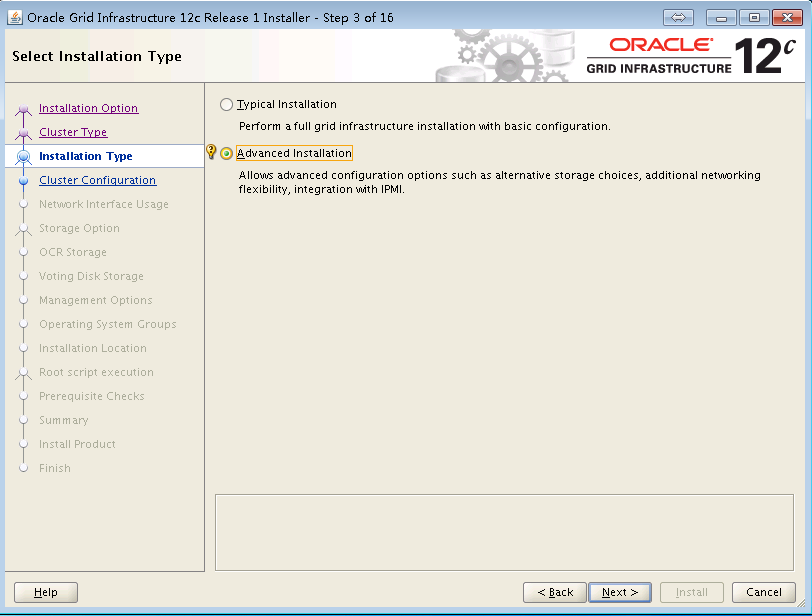 Oracle Grid Infrastructure 12c Release 1 Installer - Step 3 of 16
Select Installation Type
ORACLE®
GRID INFRASTRUCTURE
12c
Installation Option
Cluster Type
Installation Type
Cluster Configuration
Network Interface Usage
Storage Option
OCR Storage
Voting Disk Storage
Management Options
Operating System Groups
Installation Location
Root script execution
Prerequisite Checks
Summary
Install Product
Finish
Typical Installation
Perform a full grid infrastructure installation with basic configuration.
Advanced Installation
Allows advanced configuration options such as alternative storage choices, additional networking
flexibility, integration with IPMI.
Help
< Back
Next >
Install
Cancel